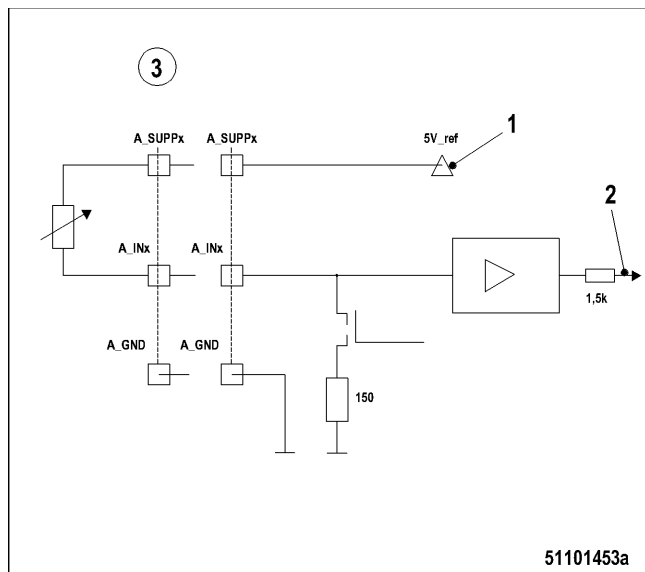 3
A_SUPPx A_SUPPx
5V_ref
1
2
A_INx A_INx
1,5k
A_GND A_GND
150
51101453a